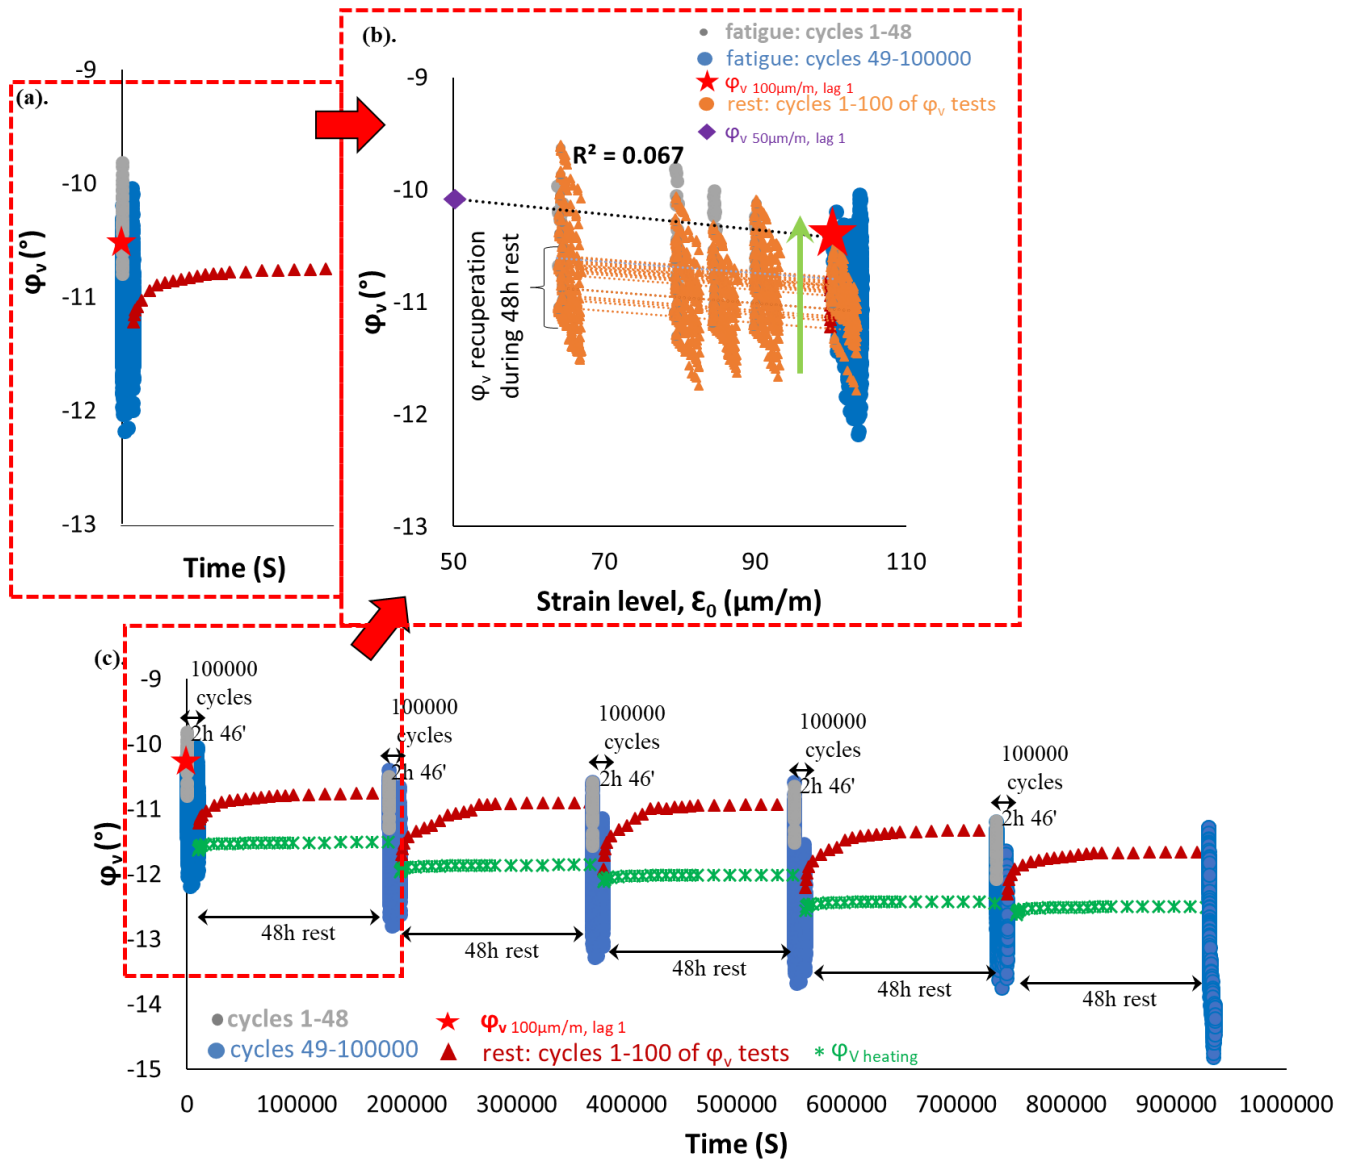 (a).
-9
-10
-11
-12
-13
φv (°)
Time (S)
(b).
fatigue: cycles 1-48
fatigue: cycles 49-100000
φv 100µm/m, lag 1
rest: cycles 1-100 of φv tests
φv 50µm/m, lag 1
R² = 0.067
-9
-10
-11
-12
-13
φv (°)
φv recuperation
during 48h rest
50
70
90
110
Strain level, Ɛ0 (µm/m)
(c).
-9
-10
-11
-12
-13
-14
-15
φv (°)
100000
cycles
2h 46'
100000
cycles
2h 46'
100000
cycles
2h 46'
100000
cycles
2h 46'
100000
cycles
2h 46'
48h rest
48h rest
48h rest
48h rest
48h rest
cycles 1-48
φv 100µm/m, lag 1
cycles 49-100000
rest: cycles 1-100 of φv tests
φV heating
0 100000 200000 300000 400000 500000 600000 700000 800000 900000 1000000
Time (S)